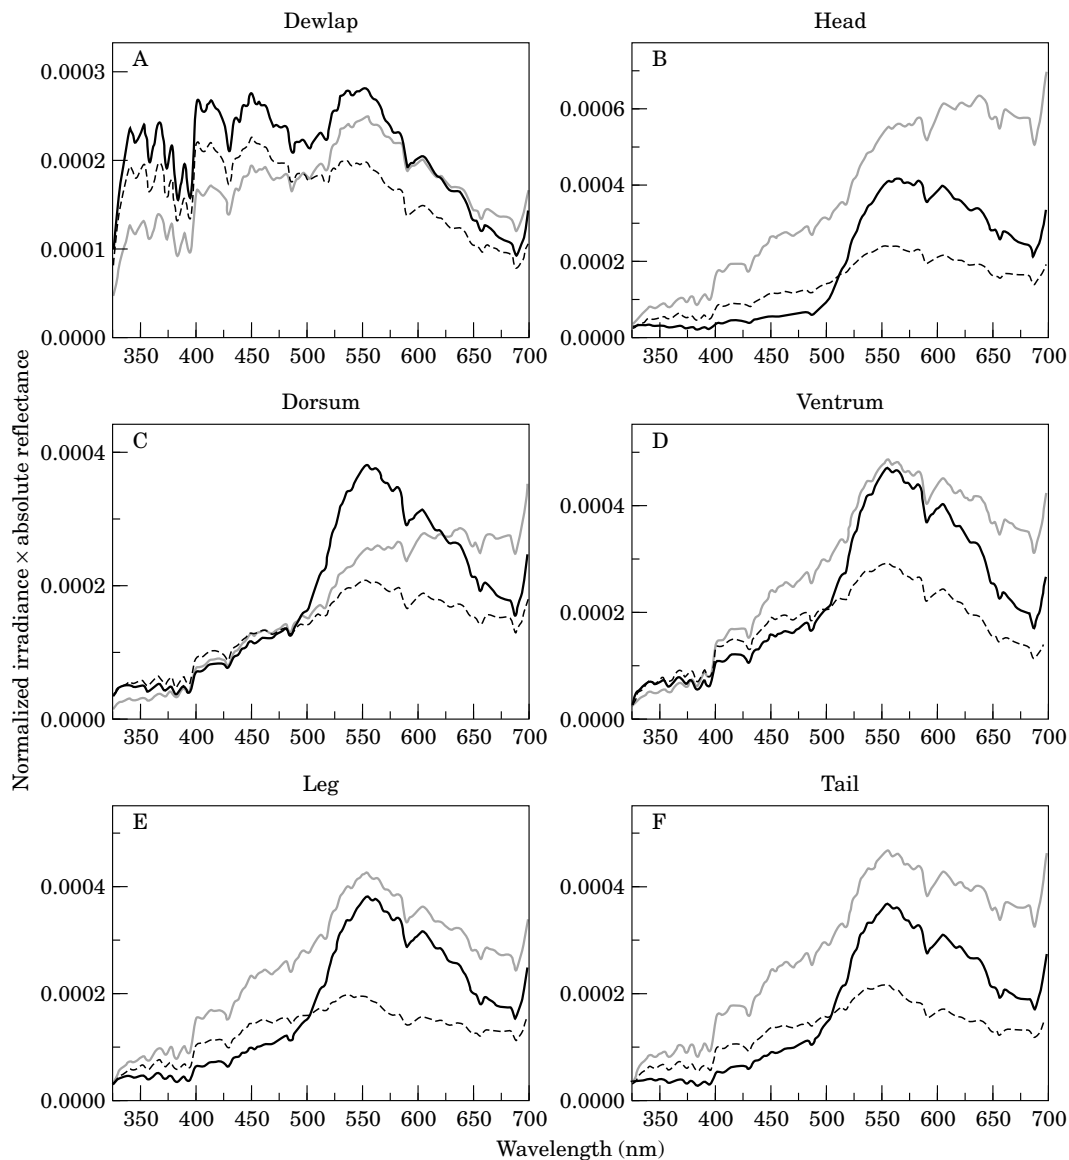 Dewlap
A
0.0003
0.0002
0.0001
0.0000
350 400 450 500 550 600 650 700
Head
B
0.0006
0.0004
0.0002
0.0000
350 400 450 500 550 600 650 700
Dorsum
C
0.0004
0.0002
0.0000
350 400 450 500 550 600 650 700
Ventrum
D
0.0004
0.0002
0.0000
350 400 450 500 550 600 650 700
Leg
E
0.0004
0.0002
0.0000
350 400 450 500 550 600 650 700
Tail
F
0.0004
0.0002
0.0000
350 400 450 500 550 600 650 700
Normalized irradiance × absolute reflectance
Wavelength (nm)